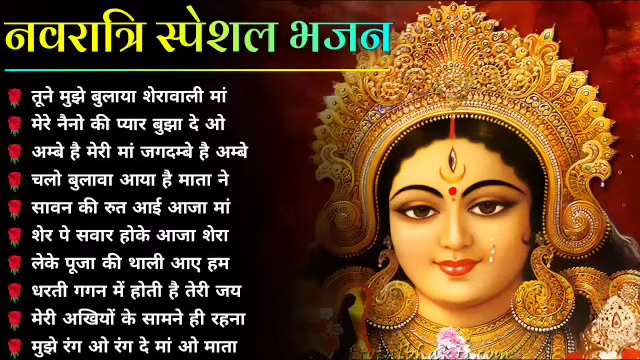 नवरात्रि स्पेशल भजन
तूने मुझे बुलाया शेरावाली मां
मेरे नैनो की प्यार बुझा दे ओ
अम्बे है मेरी मां जगदम्बे है अम्बे
चलो बुलावा आया है माता ने
सावन की रुत आई आजा मां
शेर पे सवार होके आजा शेरा
लेके पूजा की थाली आए हम
धरती गगन में होती है तेरी जय
मेरी अखियों के सामने ही रहना
मुझे रंग ओ रंग दे मां ओ माता